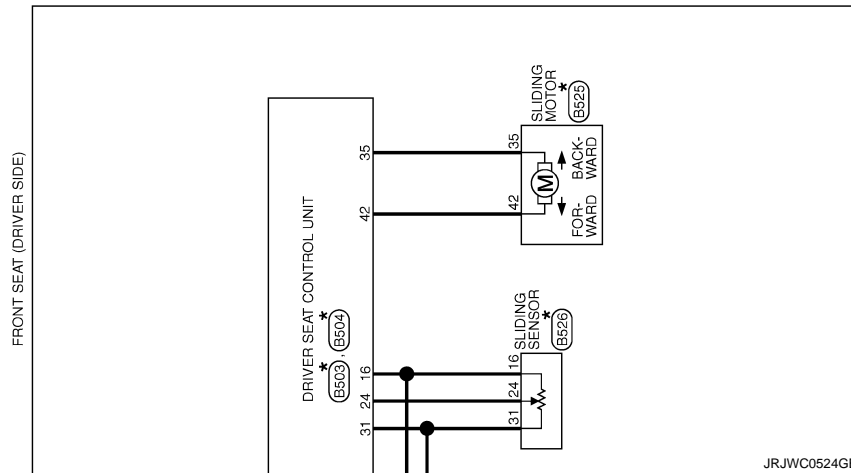 FRONT SEAT (DRIVER SIDE)
DRIVER SEAT CONTROL UNIT
* *
B503 , B504
35
42
16
24
31
SLIDING
MOTOR *
B525
35
42
M
BACK-
WARD
FOR-
WARD
SLIDING
SENSOR *
B526
16
24
31
JRJWC0524GI